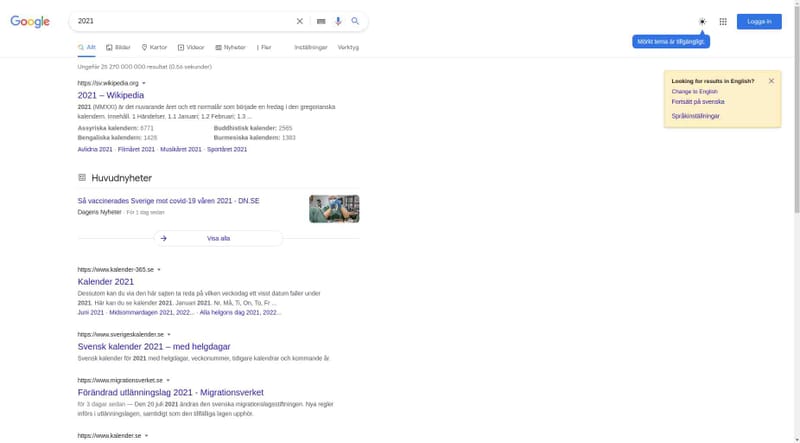 Google
2021
Logga in
Allt
Bilder
Kartor
Videor
Nyheter
Fler
Inställningar
Verktyg
Mörkt tema är tillgängligt.
Ungefär 25 270 000 000 resultat (0,56 sekunder)
Looking for results in English?
Change to English
Fortsätt på svenska
Språkinställningar
https://sv.wikipedia.org
2021 – Wikipedia
2021 (MMXXI) är det nuvarande året och ett normalår som började en fredag i den gregorianska
kalendern. Innehåll. 1 Händelser. 1.1 Januari; 1.2 Februari; 1.3 ...
Assyriska kalendern: 6771
Buddhistisk kalender: 2565
Bengaliska kalendern: 1428
Burmesiska kalendern: 1383
Avlidna 2021 · Filmåret 2021 · Musikåret 2021 · Sportåret 2021
Huvudnyheter
Så vaccinerades Sverige mot covid-19 våren 2021 - DN.SE
Dagens Nyheter · För 1 dag sedan
Visa alla
https://www.kalender-365.se
Kalender 2021
Dessutom kan du via den här sajten ta reda på vilken veckodag ett visst datum faller under
2021. Här kan du se kalender 2021. Januari 2021. Nr, Må, Ti, On, To, Fr ...
Juni 2021 · Midsommardagen 2021, 2022... · Alla helgons dag 2021, 2022...
https://www.sverigeskalender.se
Svensk kalender 2021 – med helgdagar
Svensk kalender för 2021 med helgdagar, veckonummer, tidigare kalendrar och kommande år.
https://www.migrationsverket.se
Förändrad utlänningslag 2021 - Migrationsverket
för 3 dagar sedan — Den 20 juli 2021 ändras den svenska migrationslagstiftningen. Nya regler
införs i utlänningslagen, samtidigt som den tillfälliga lagen upphör.
https://www.kalender.se